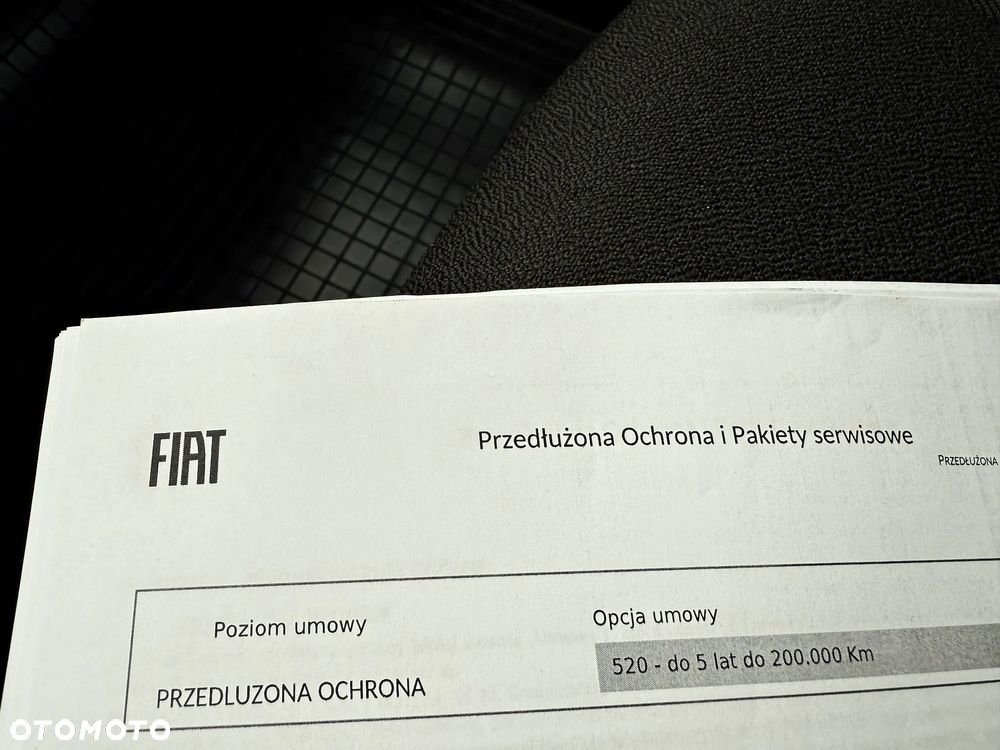 FIAT
Przedłużona Ochrona i Pakiety serwisowe
PRZEDŁUŻONA
Poziom umowy
Opcja umowy
PRZEDLUZONA OCHRONA
520 - do 5 lat do 200.000 Km
OTOMOTO